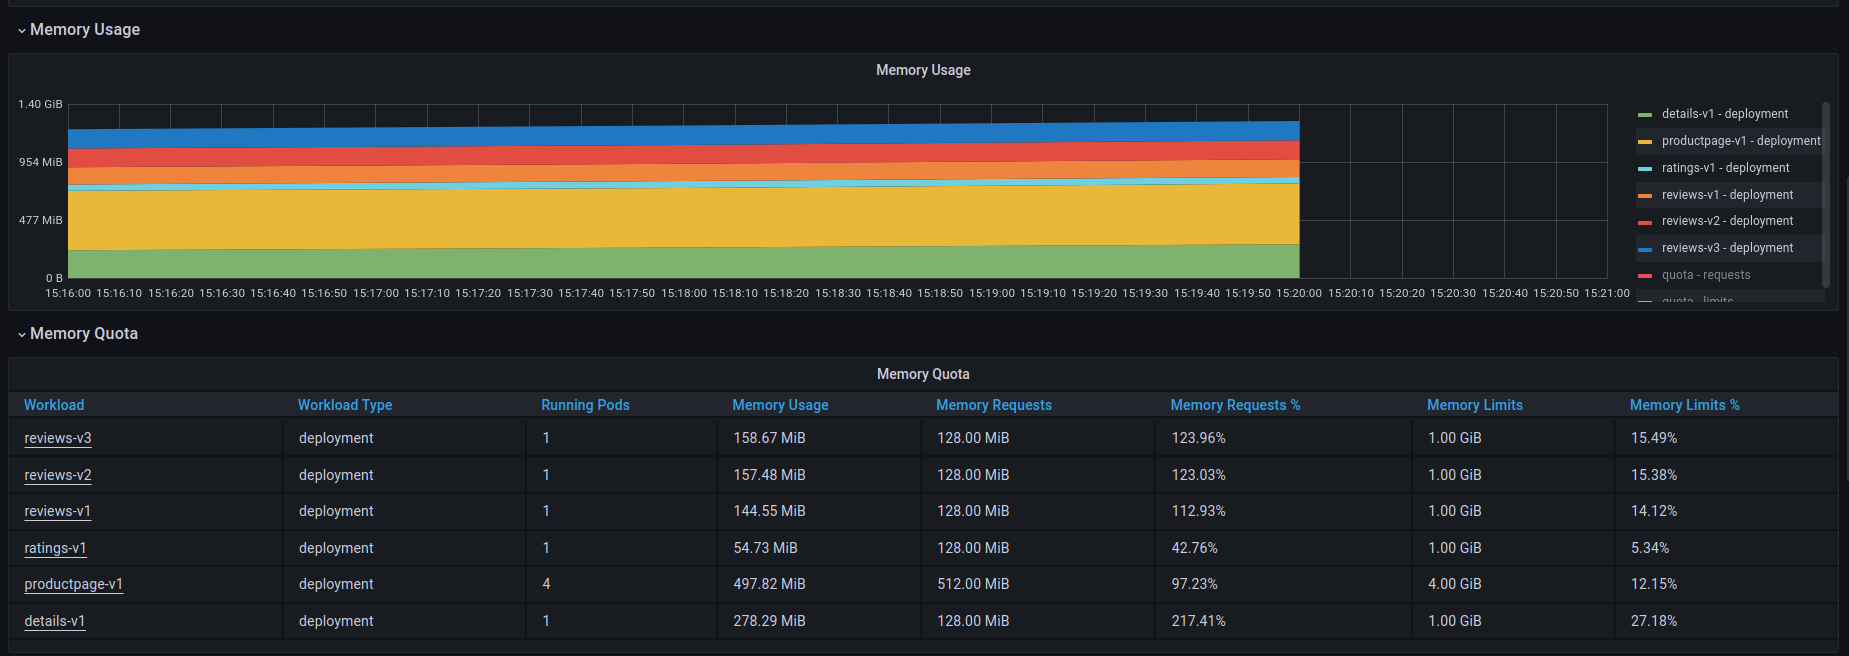 Memory Usage
Memory Usage
1.40 GiB
954 MiB
477 MiB
0 B
15:16:00 15:16:10 15:16:20 15:16:30 15:16:40 15:16:50 15:17:00 15:17:10 15:17:20 15:17:30 15:17:40 15:17:50 15:18:00 15:18:10 15:18:20 15:18:30 15:18:40 15:18:50 15:19:00 15:19:10 15:19:20 15:19:30 15:19:40 15:19:50 15:20:00 15:20:10 15:20:20 15:20:30 15:20:40 15:20:50 15:21:00
details-v1 - deployment
productpage-v1 - deployment
ratings-v1 - deployment
reviews-v1 - deployment
reviews-v2 - deployment
reviews-v3 - deployment
quota - requests
quota - limits
Memory Quota
Memory Quota
Workload Workload Type Running Pods Memory Usage Memory Requests Memory Requests % Memory Limits Memory Limits %
reviews-v3 deployment 1 158.67 MiB 128.00 MiB 123.96% 1.00 GiB 15.49%
reviews-v2 deployment 1 157.48 MiB 128.00 MiB 123.03% 1.00 GiB 15.38%
reviews-v1 deployment 1 144.55 MiB 128.00 MiB 112.93% 1.00 GiB 14.12%
ratings-v1 deployment 1 54.73 MiB 128.00 MiB 42.76% 1.00 GiB 5.34%
productpage-v1 deployment 4 497.82 MiB 512.00 MiB 97.23% 4.00 GiB 12.15%
details-v1 deployment 1 278.29 MiB 128.00 MiB 217.41% 1.00 GiB 27.18%